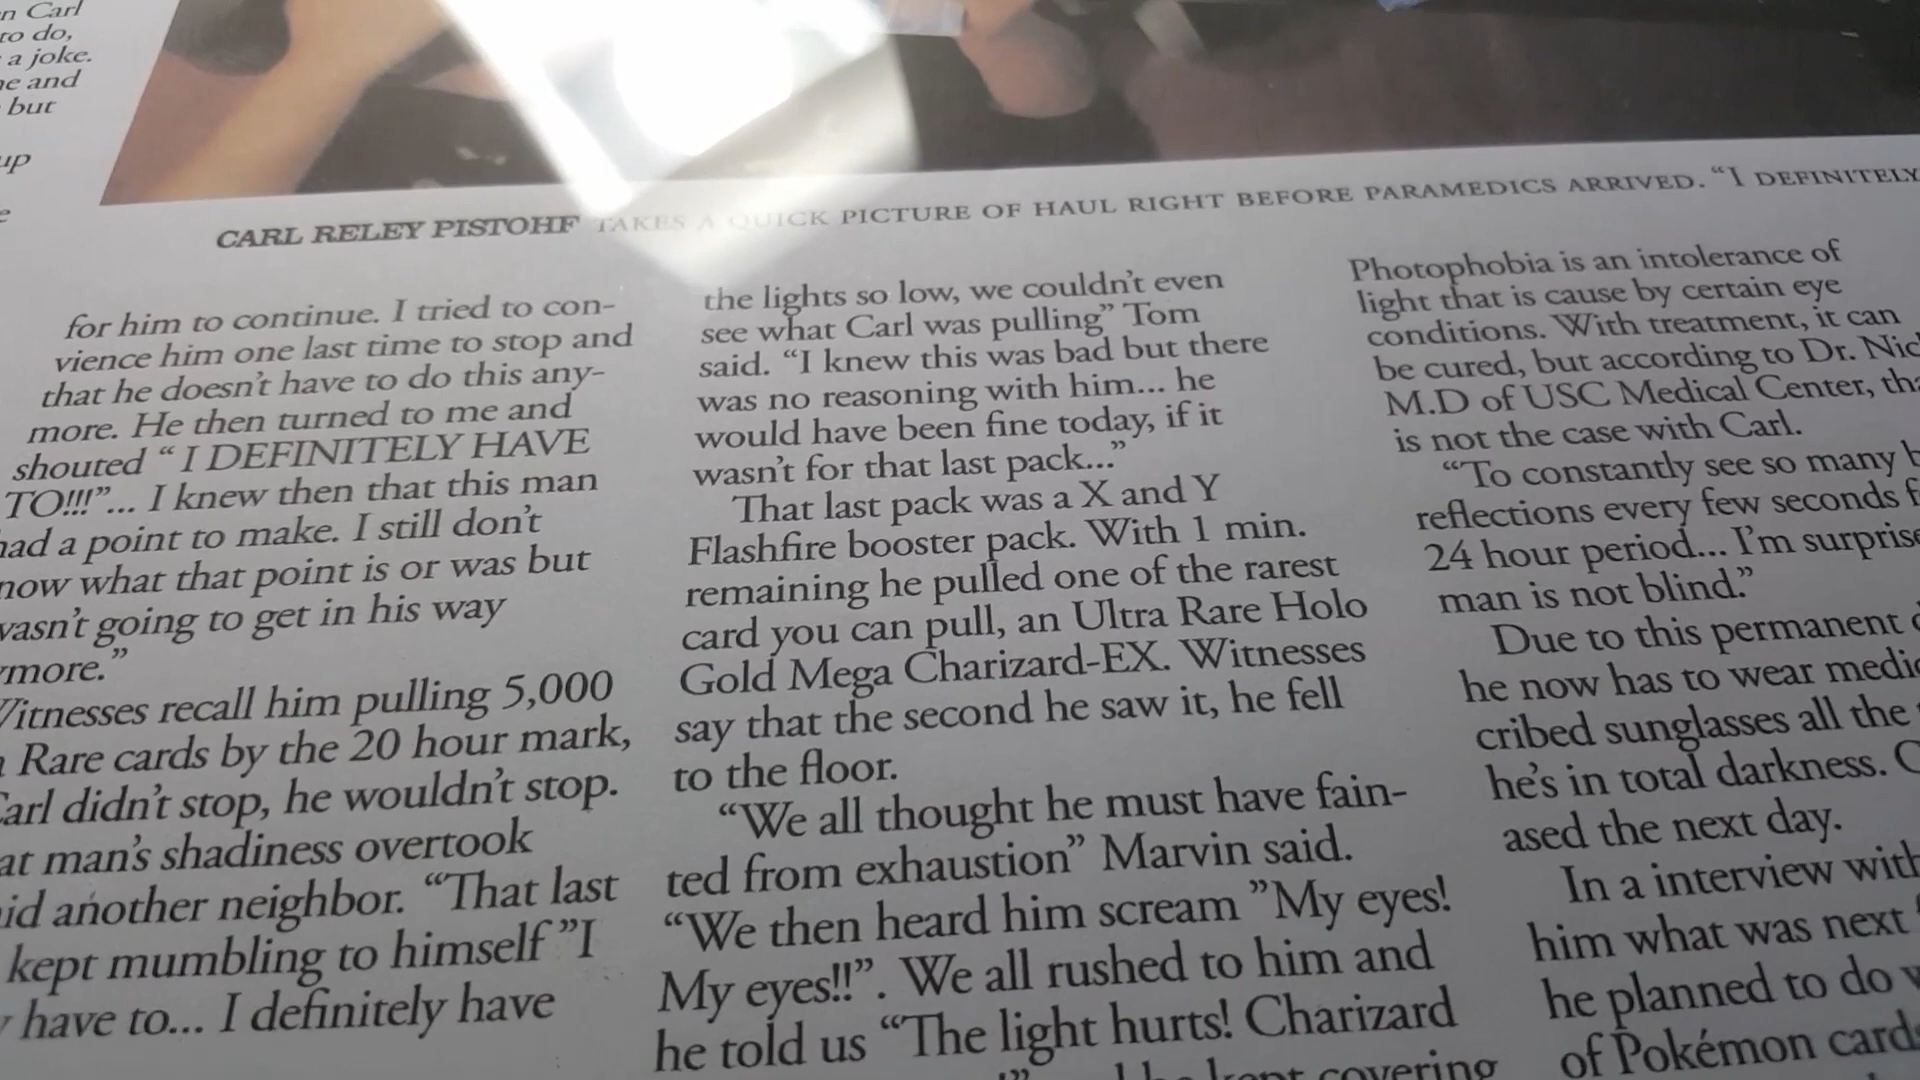 n Carl
to do,
a joke.
ne and
but
up
CARL RELEY PISTOHF TAKES A QUICK PICTURE OF HAUL RIGHT BEFORE PARAMEDICS ARRIVED. "I DEFINITELY
for him to continue. I tried to con-
vience him one last time to stop and
that he doesn't have to do this any-
more. He then turned to me and
shouted " I DEFINITELY HAVE
TO!!!"... I knew then that this man
had a point to make. I still don't
now what that point is or was but
wasn't going to get in his way
ymore."
Witnesses recall him pulling 5,000
Rare cards by the 20 hour mark,
Carl didn't stop, he wouldn't stop.
at man's shadiness overtook
id another neighbor. "That last
kept mumbling to himself "I
have to... I definitely have
the lights so low, we couldn't even
see what Carl was pulling" Tom
said. "I knew this was bad but there
was no reasoning with him... he
would have been fine today, if it
wasn't for that last pack..."
That last pack was a X and Y
Flashfire booster pack. With 1 min.
remaining he pulled one of the rarest
card you can pull, an Ultra Rare Holo
Gold Mega Charizard-EX. Witnesses
say that the second he saw it, he fell
to the floor.
"We all thought he must have fain-
ted from exhaustion" Marvin said.
"We then heard him scream "My eyes!
My eyes!!". We all rushed to him and
he told us "The light hurts! Charizard
kept covering
Photophobia is an intolerance of
light that is cause by certain eye
conditions. With treatment, it can
be cured, but according to Dr. Nic
M.D of USC Medical Center, tha
is not the case with Carl.
"To constantly see so many b
reflections every few seconds f
24 hour period... I'm surprise
man is not blind."
Due to this permanent
he now has to wear medic
cribed sunglasses all the
he's in total darkness. C
ased the next day.
In a interview with
him what was next
he planned to do w
of Pokémon cards